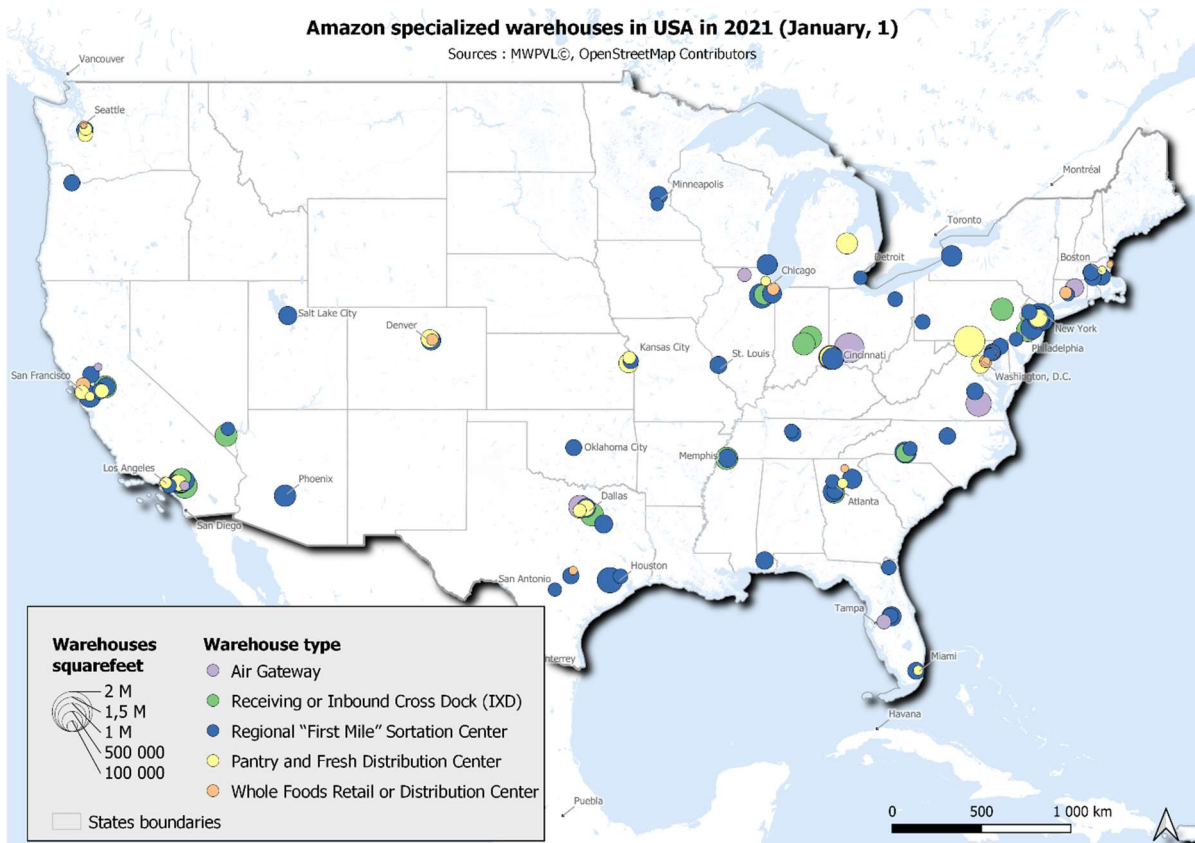 Amazon specialized warehouses in USA in 2021 (January, 1)
Sources : MWPVL©, OpenStreetMap Contributors
Vancouver
Seattle
Minneapolis
Montréal
Toronto
Boston
Detroit
Chicago
Salt Lake City
Denver
Kansas City
St. Louis
Cincinnati
New York
Philadelphia
Washington, D.C.
San Francisco
Los Angeles
San Diego
Phoenix
Oklahoma City
Memphis
Dallas
Atlanta
San Antonio
Houston
Tampa
Miami
Havana
nterrey
Puebla
Warehouses
squarefeet
2 M
1,5 M
1 M
500 000
100 000
Warehouse type
Air Gateway
Receiving or Inbound Cross Dock (IXD)
Regional “First Mile” Sortation Center
Pantry and Fresh Distribution Center
Whole Foods Retail or Distribution Center
States boundaries
0 500 1 000 km